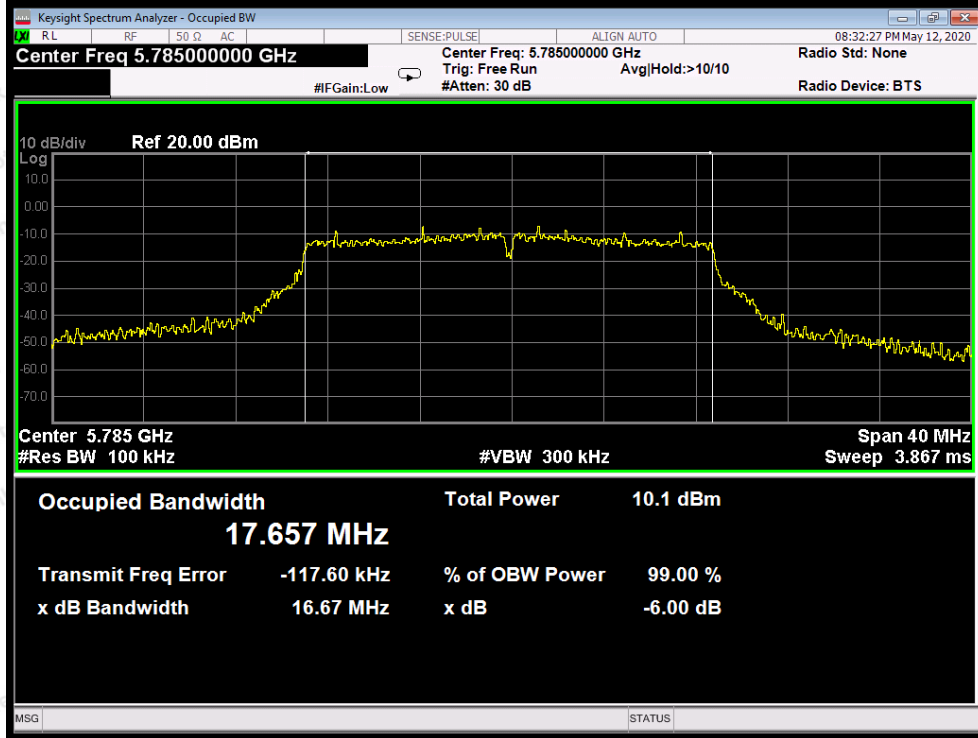 Keysight Spectrum Analyzer - Occupied BW
LXI RL RF 50 Ω AC SENSE:PULSE ALIGN AUTO 08:32:27 PM May 12, 2020
Center Freq 5.785000000 GHz Center Freq: 5.785000000 GHz Radio Std: None
Trig: Free Run Avg|Hold:>10/10
#IFGain:Low #Atten: 30 dB Radio Device: BTS
10 dB/div Ref 20.00 dBm
Log
10.0
0.00
-10.0
-20.0
-30.0
-40.0
-50.0
-60.0
-70.0
Center 5.785 GHz Span 40 MHz
#Res BW 100 kHz #VBW 300 kHz Sweep 3.867 ms
Occupied Bandwidth Total Power 10.1 dBm
17.657 MHz
Transmit Freq Error -117.60 kHz % of OBW Power 99.00 %
x dB Bandwidth 16.67 MHz x dB -6.00 dB
MSG STATUS